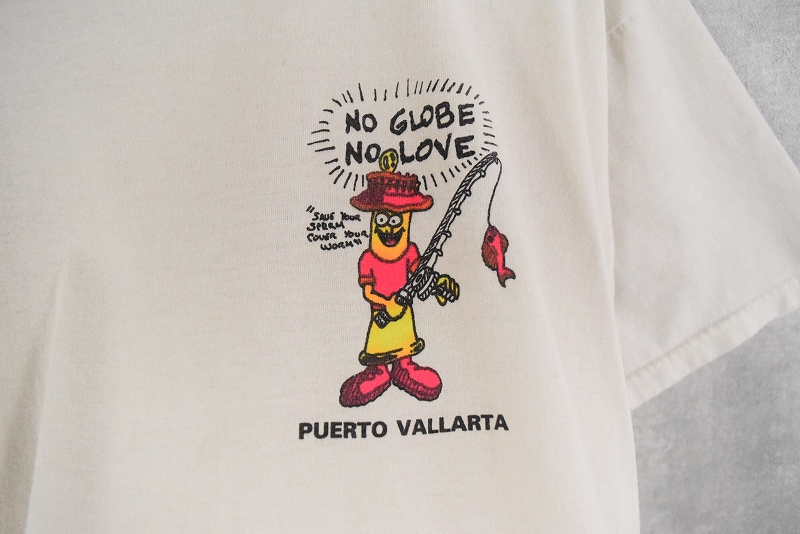 NO GLOBE
NO LOVE
"SAVE YOUR
SPERM
COVER YOUR
WORM"
PUERTO VALLARTA